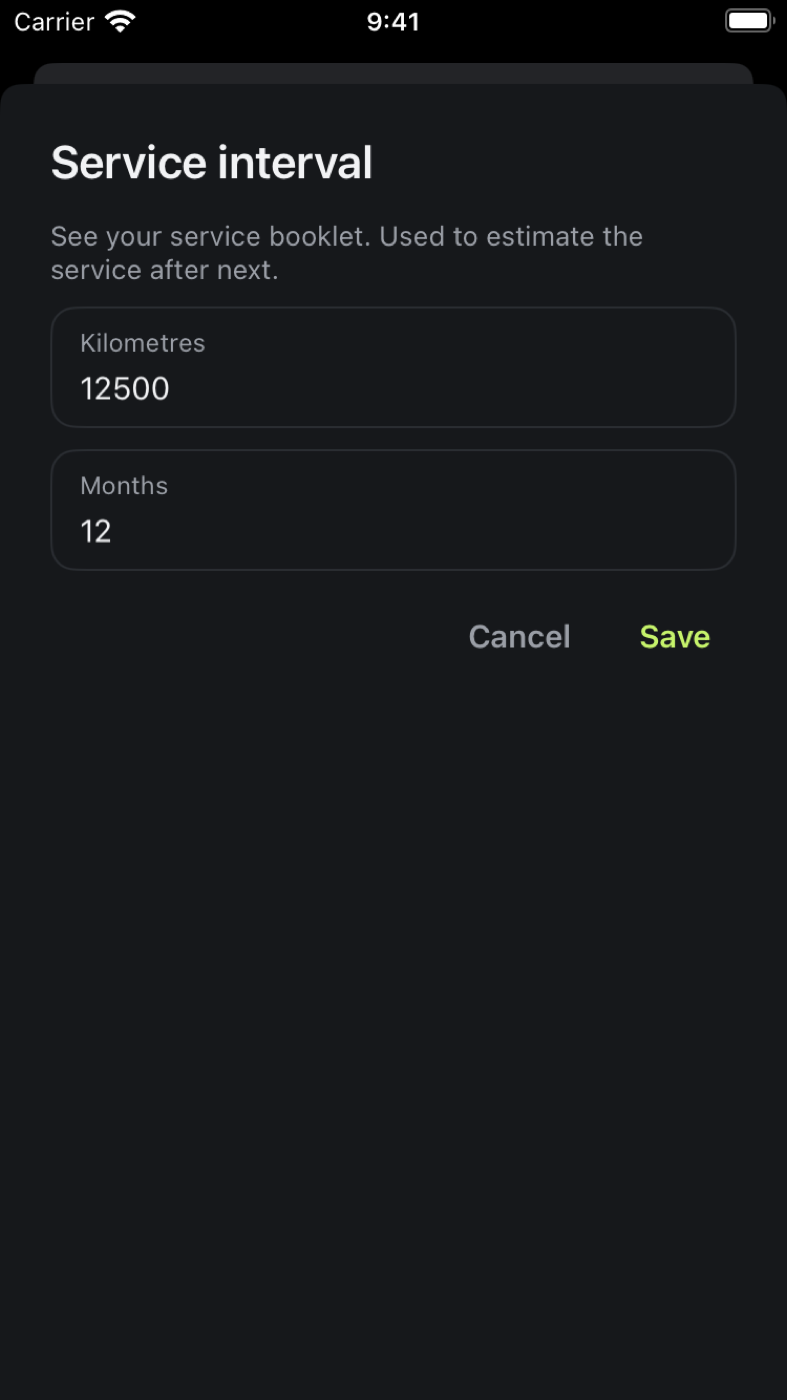 Carrier
9:41
Service interval
See your service booklet. Used to estimate the
service after next.
Kilometres
12500
Months
12
Cancel
Save